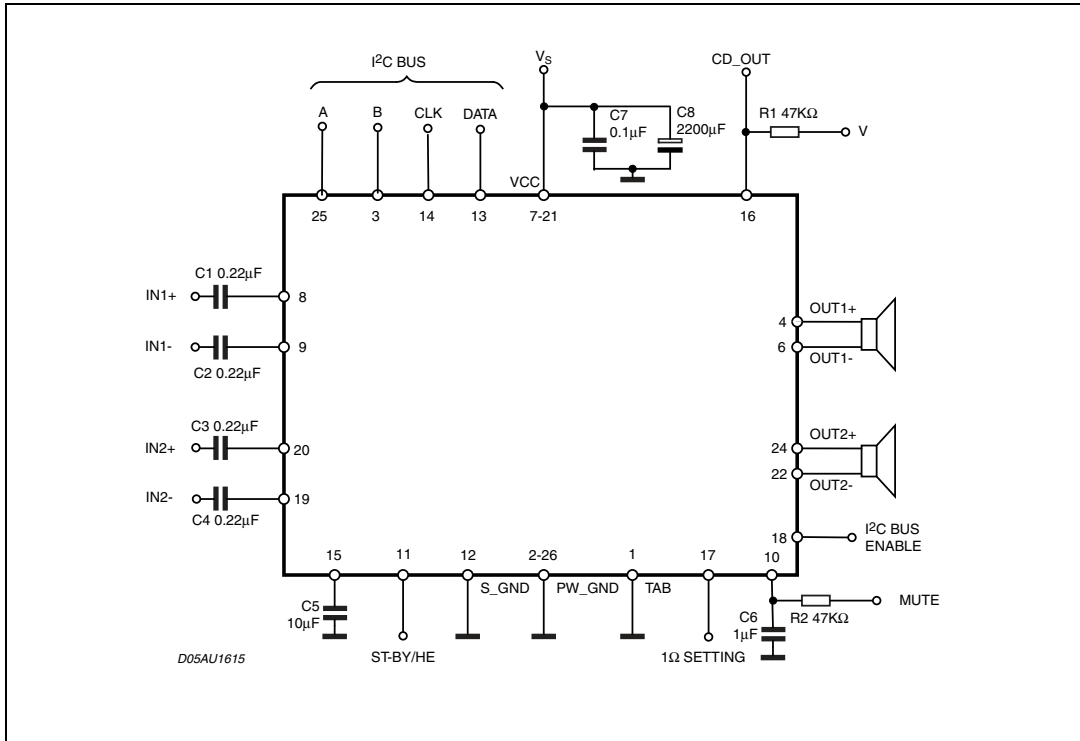 I²C BUS
A
B
CLK
DATA
V_S
C7
0.1µF
C8
2200µF
CD_OUT
R1 47KΩ
V
VCC
25
3
14
13
7-21
16
IN1+
C1 0.22µF
8
IN1-
C2 0.22µF
9
IN2+
C3 0.22µF
20
IN2-
C4 0.22µF
19
4
OUT1+
6
OUT1-
24
OUT2+
22
OUT2-
18
I²C BUS
ENABLE
15
11
12
S_GND
2-26
PW_GND
1
TAB
17
10
C5
10µF
ST-BY/HE
1Ω SETTING
C6
1µF
R2 47KΩ
MUTE
D05AU1615